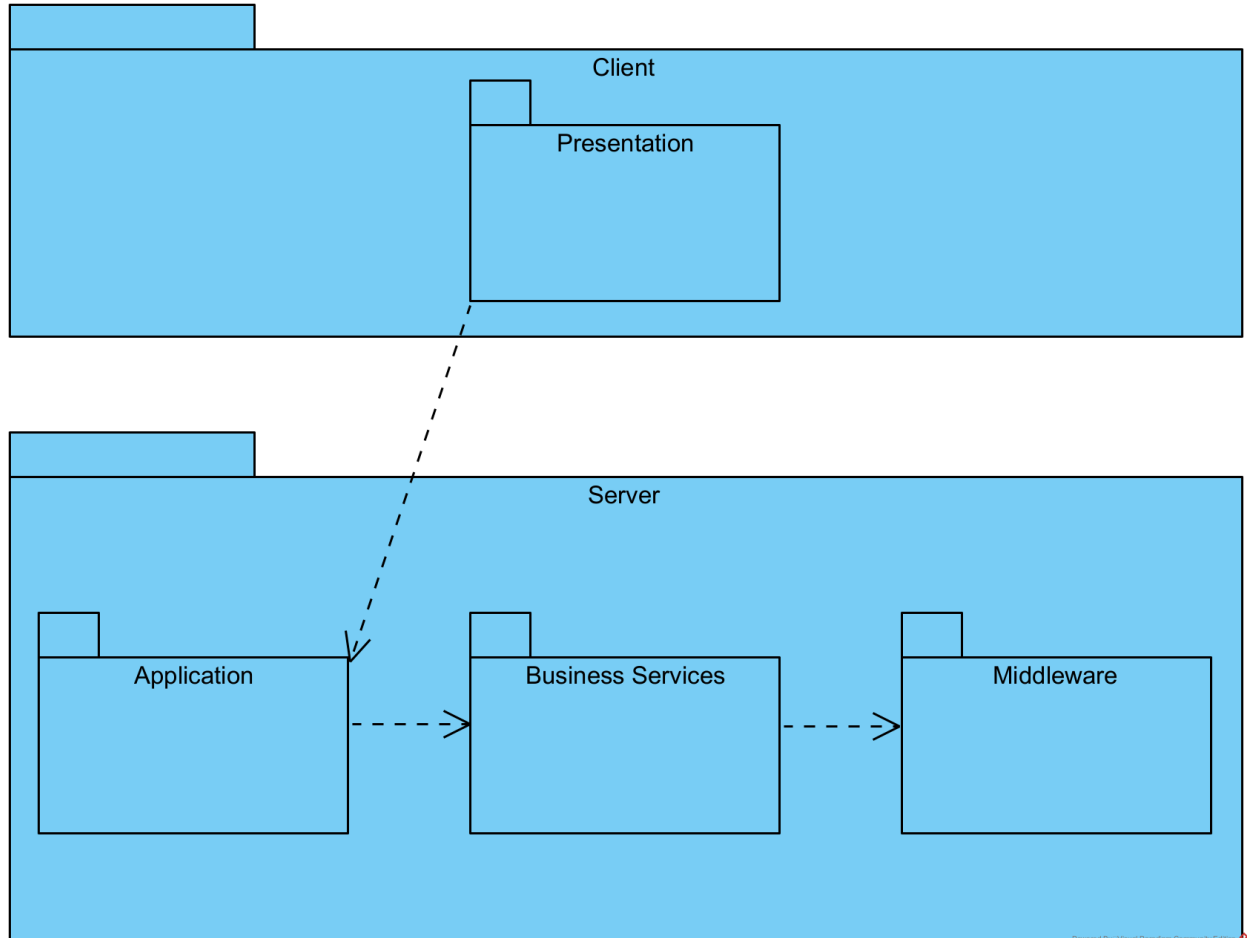 Client
Presentation
Server
Application
Business Services
Middleware